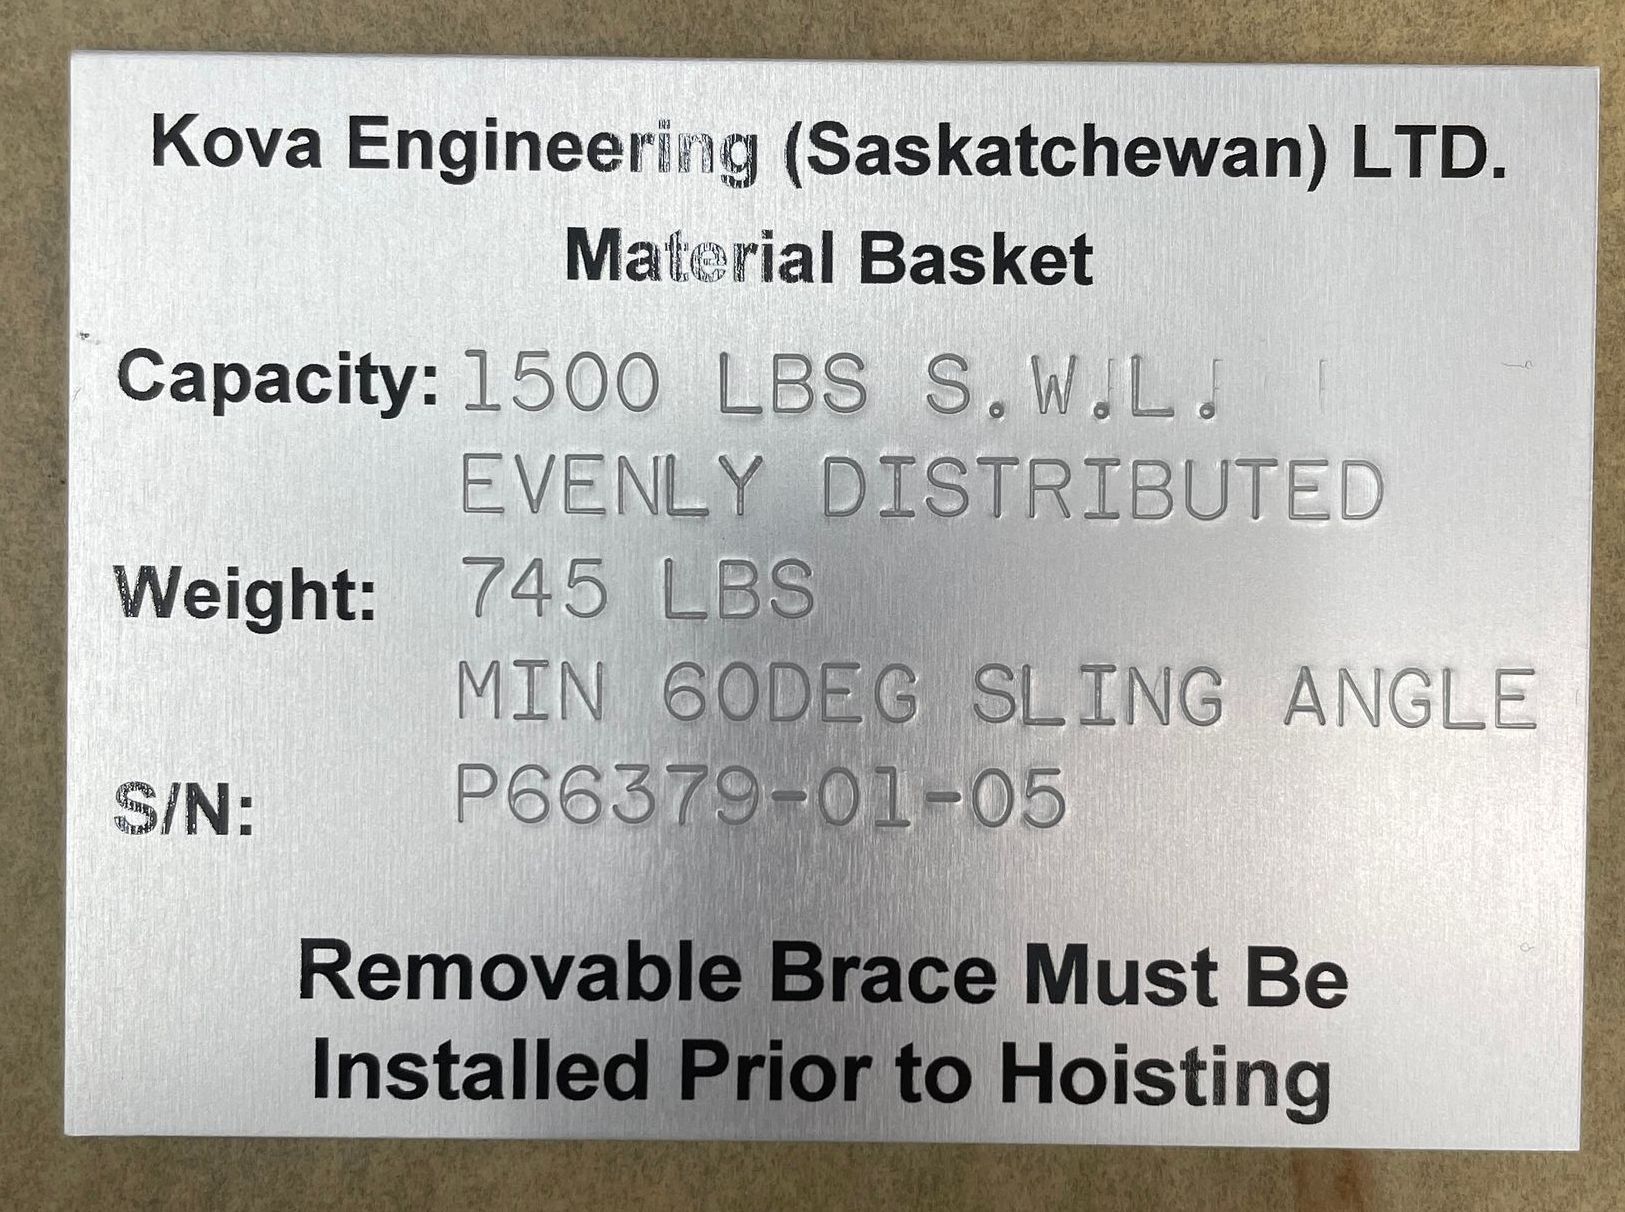 Kova Engineering (Saskatchewan) LTD.
Material Basket
Capacity: 1500 LBS S.W.L.
EVENLY DISTRIBUTED
Weight: 745 LBS
MIN 60DEG SLING ANGLE
S/N: P66379-01-05
Removable Brace Must Be
Installed Prior to Hoisting